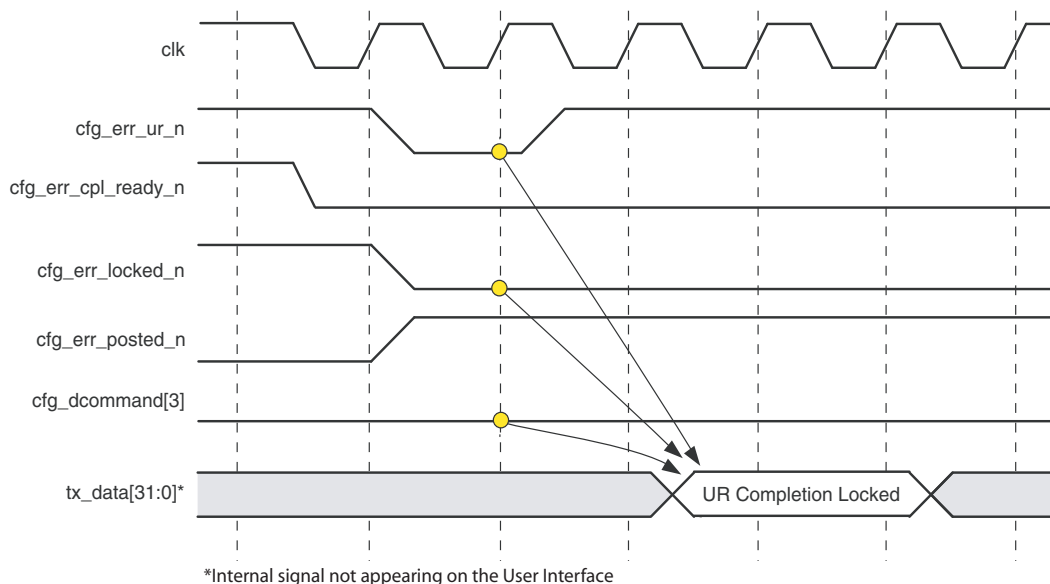 clk
cfg_err_ur_n
cfg_err_cpl_ready_n
cfg_err_locked_n
cfg_err_posted_n
cfg_dcommand[3]
tx_data[31:0]* UR Completion Locked
*Internal signal not appearing on the User Interface